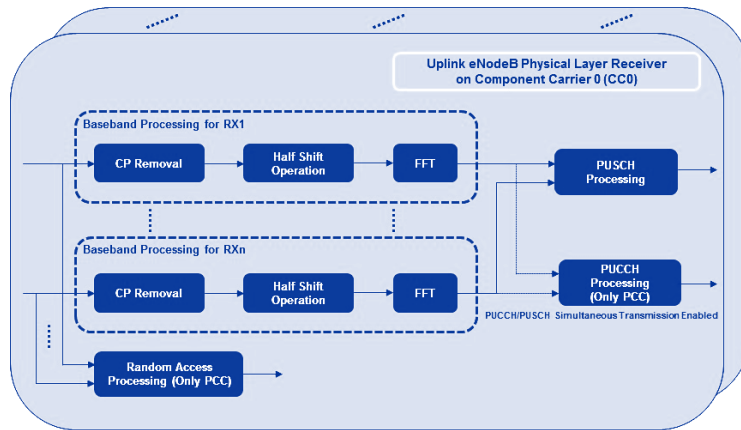 Uplink eNodeB Physical Layer Receiver
on Component Carrier 0 (CC0)
Baseband Processing for RX1
CP Removal
Half Shift
Operation
FFT
PUSCH
Processing
Baseband Processing for RXn
CP Removal
Half Shift
Operation
FFT
PUCCH
Processing
(Only PCC)
PUCCH/PUSCH Simultaneous Transmission Enabled
Random Access
Processing (Only PCC)